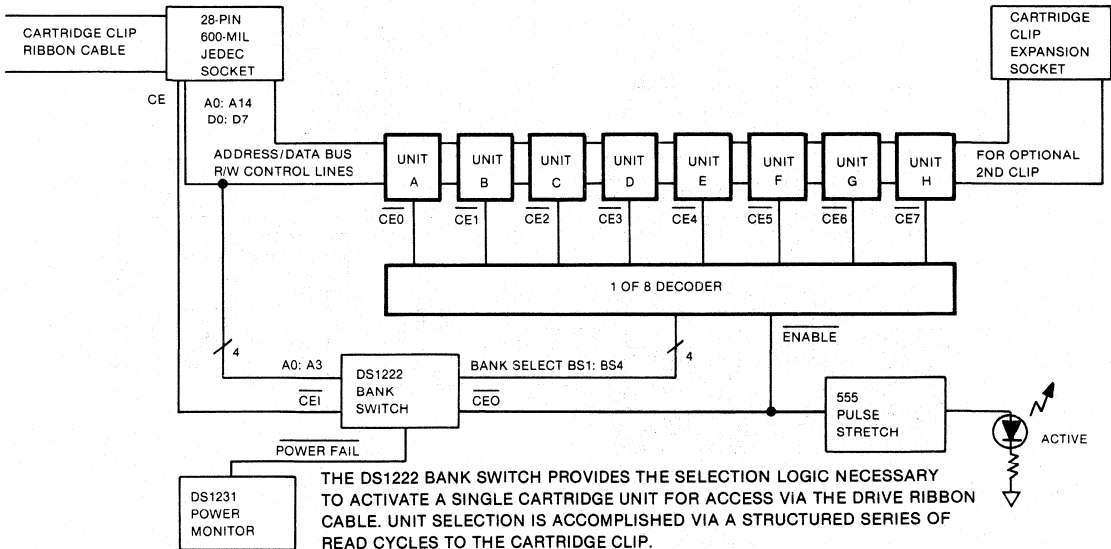 CARTRIDGE CLIP
RIBBON CABLE
28-PIN
600-MIL
JEDEC
SOCKET
CARTRIDGE
CLIP
EXPANSION
SOCKET
CE
A0: A14
D0: D7
ADDRESS/DATA BUS
R/W CONTROL LINES
UNIT
A
UNIT
B
UNIT
C
UNIT
D
UNIT
E
UNIT
F
UNIT
G
UNIT
H
FOR OPTIONAL
2ND CLIP
CE0
CE1
CE2
CE3
CE4
CE5
CE6
CE7
1 OF 8 DECODER
ENABLE
4
4
A0: A3
CEI
DS1222
BANK
SWITCH
BANK SELECT BS1: BS4
CEO
555
PULSE
STRETCH
ACTIVE
POWER FAIL
DS1231
POWER
MONITOR
THE DS1222 BANK SWITCH PROVIDES THE SELECTION LOGIC NECESSARY
TO ACTIVATE A SINGLE CARTRIDGE UNIT FOR ACCESS VIA THE DRIVE RIBBON
CABLE. UNIT SELECTION IS ACCOMPLISHED VIA A STRUCTURED SERIES OF
READ CYCLES TO THE CARTRIDGE CLIP.